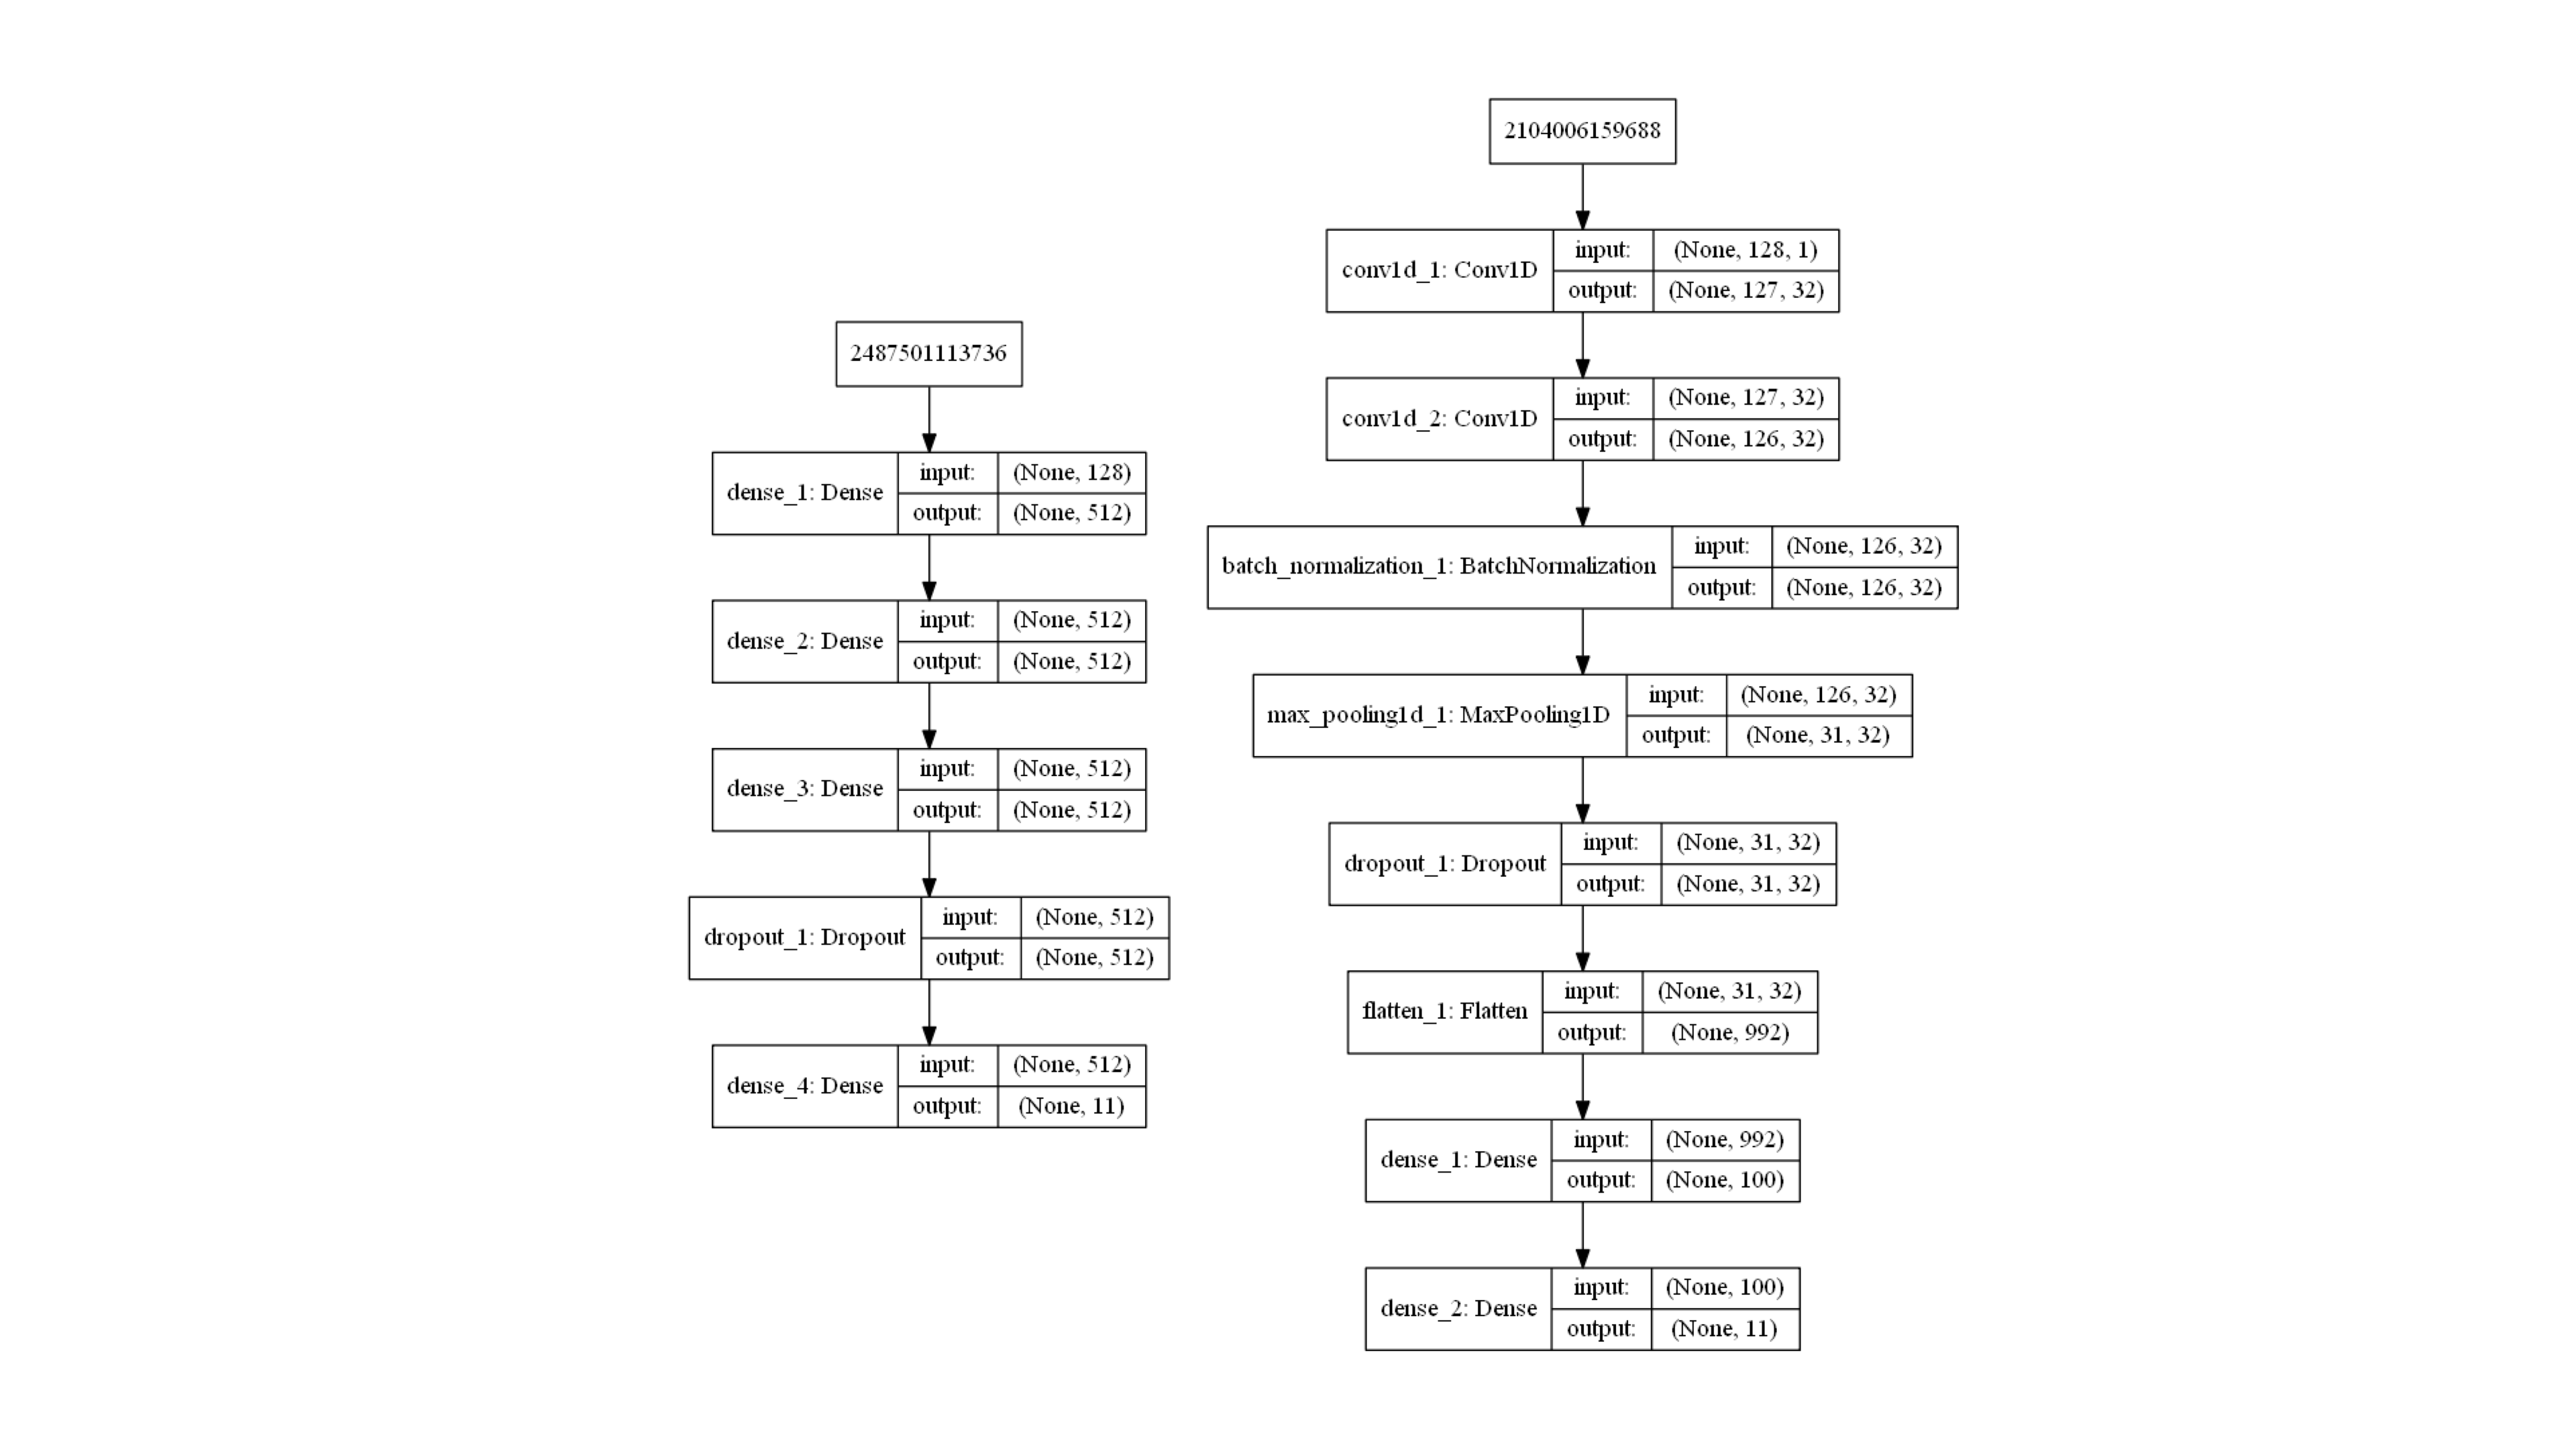 2487501113736
dense_1: Dense
input:
(None, 128)
output:
(None, 512)
dense_2: Dense
input:
(None, 512)
output:
(None, 512)
dense_3: Dense
input:
(None, 512)
output:
(None, 512)
dropout_1: Dropout
input:
(None, 512)
output:
(None, 512)
dense_4: Dense
input:
(None, 512)
output:
(None, 11)
2104006159688
conv1d_1: Conv1D
input:
(None, 128, 1)
output:
(None, 127, 32)
conv1d_2: Conv1D
input:
(None, 127, 32)
output:
(None, 126, 32)
batch_normalization_1: BatchNormalization
input:
(None, 126, 32)
output:
(None, 126, 32)
max_pooling1d_1: MaxPooling1D
input:
(None, 126, 32)
output:
(None, 31, 32)
dropout_1: Dropout
input:
(None, 31, 32)
output:
(None, 31, 32)
flatten_1: Flatten
input:
(None, 31, 32)
output:
(None, 992)
dense_1: Dense
input:
(None, 992)
output:
(None, 100)
dense_2: Dense
input:
(None, 100)
output:
(None, 11)